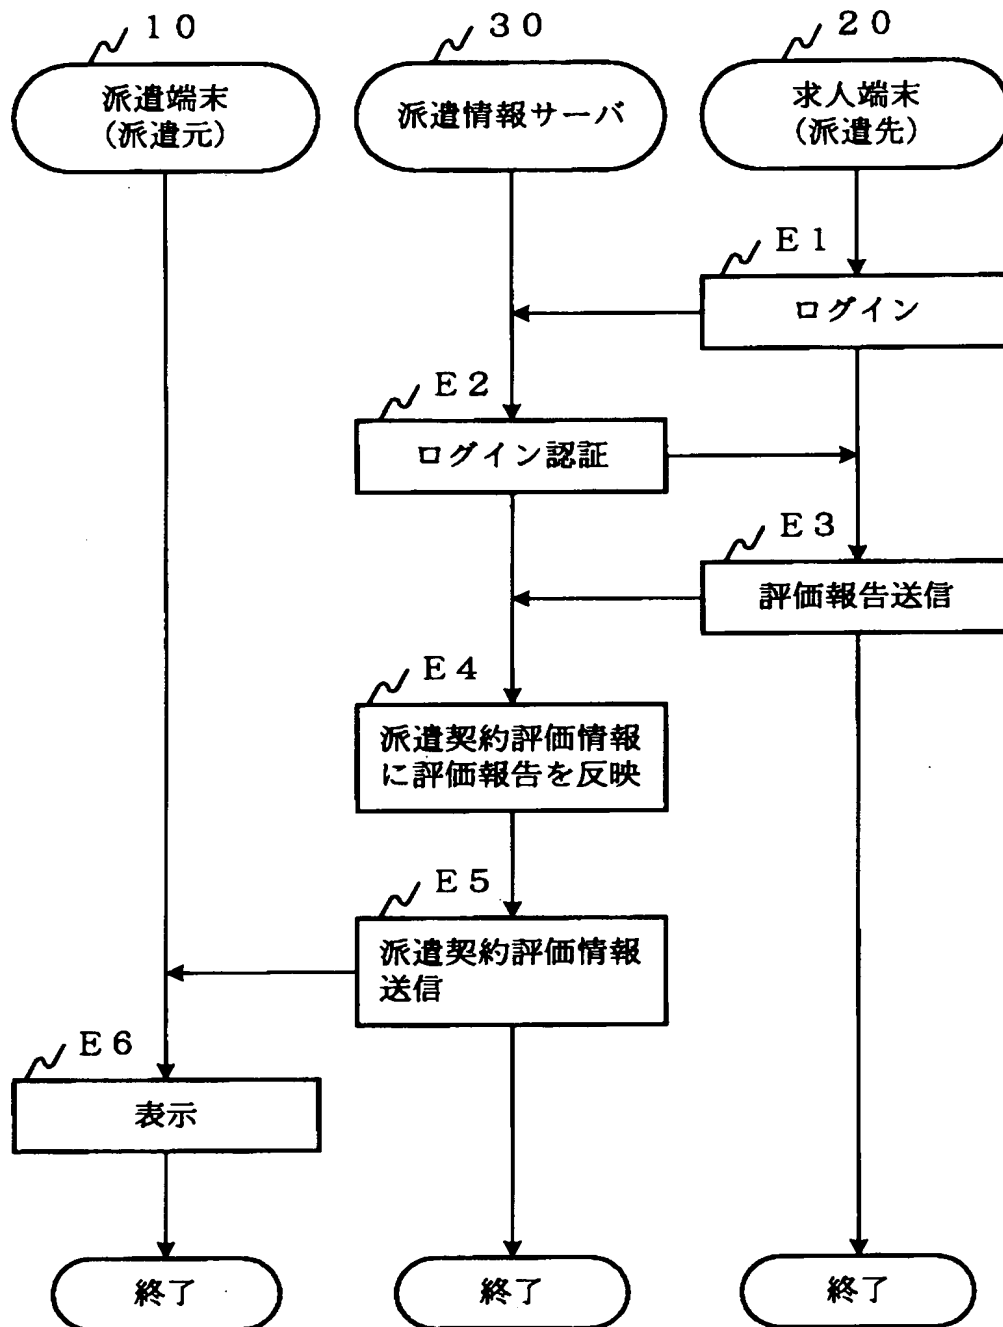 １０
３０
２０
派遣端末
(派遣元)
派遣情報サーバ
求人端末
(派遣先)
Ｅ１
ログイン
Ｅ２
ログイン認証
Ｅ３
評価報告送信
Ｅ４
派遣契約評価情報
に評価報告を反映
Ｅ５
派遣契約評価情報
送信
Ｅ６
表示
終了
終了
終了